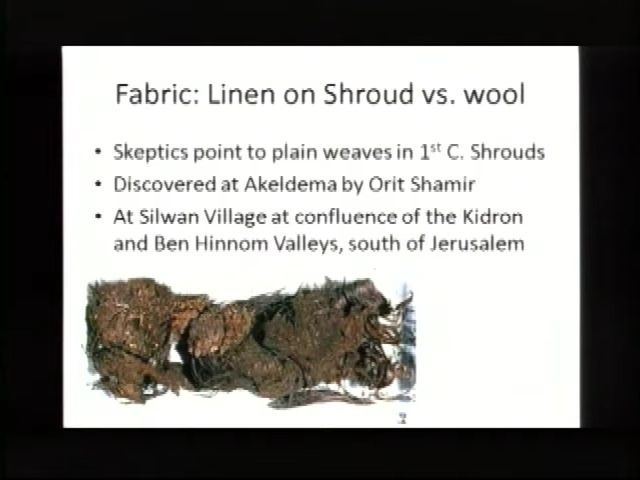 Fabric: Linen on Shroud vs. wool
• Skeptics point to plain weaves in 1st C. Shrouds
• Discovered at Akeldema by Orit Shamir
• At Silwan Village at confluence of the Kidron
and Ben Hinnom Valleys, south of Jerusalem